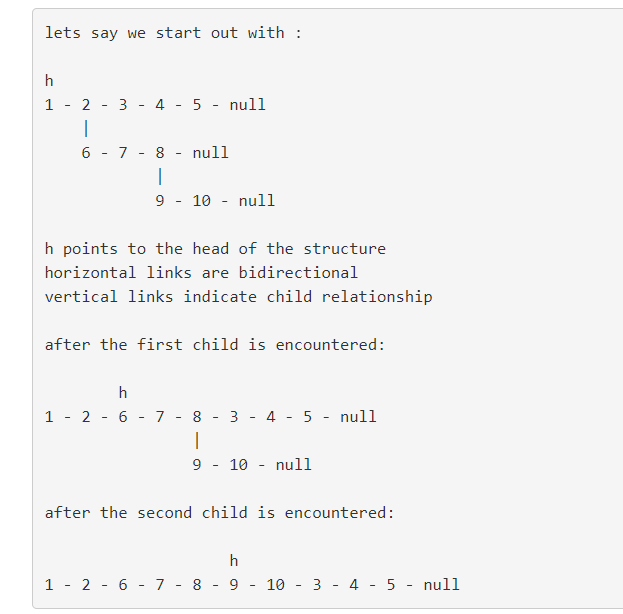 lets say we start out with :
h
1 - 2 - 3 - 4 - 5 - null
    |
    6 - 7 - 8 - null
            |
            9 - 10 - null
h points to the head of the structure
horizontal links are bidirectional
vertical links indicate child relationship
after the first child is encountered:
        h
1 - 2 - 6 - 7 - 8 - 3 - 4 - 5 - null
                |
                9 - 10 - null
after the second child is encountered:
                    h
1 - 2 - 6 - 7 - 8 - 9 - 10 - 3 - 4 - 5 - null